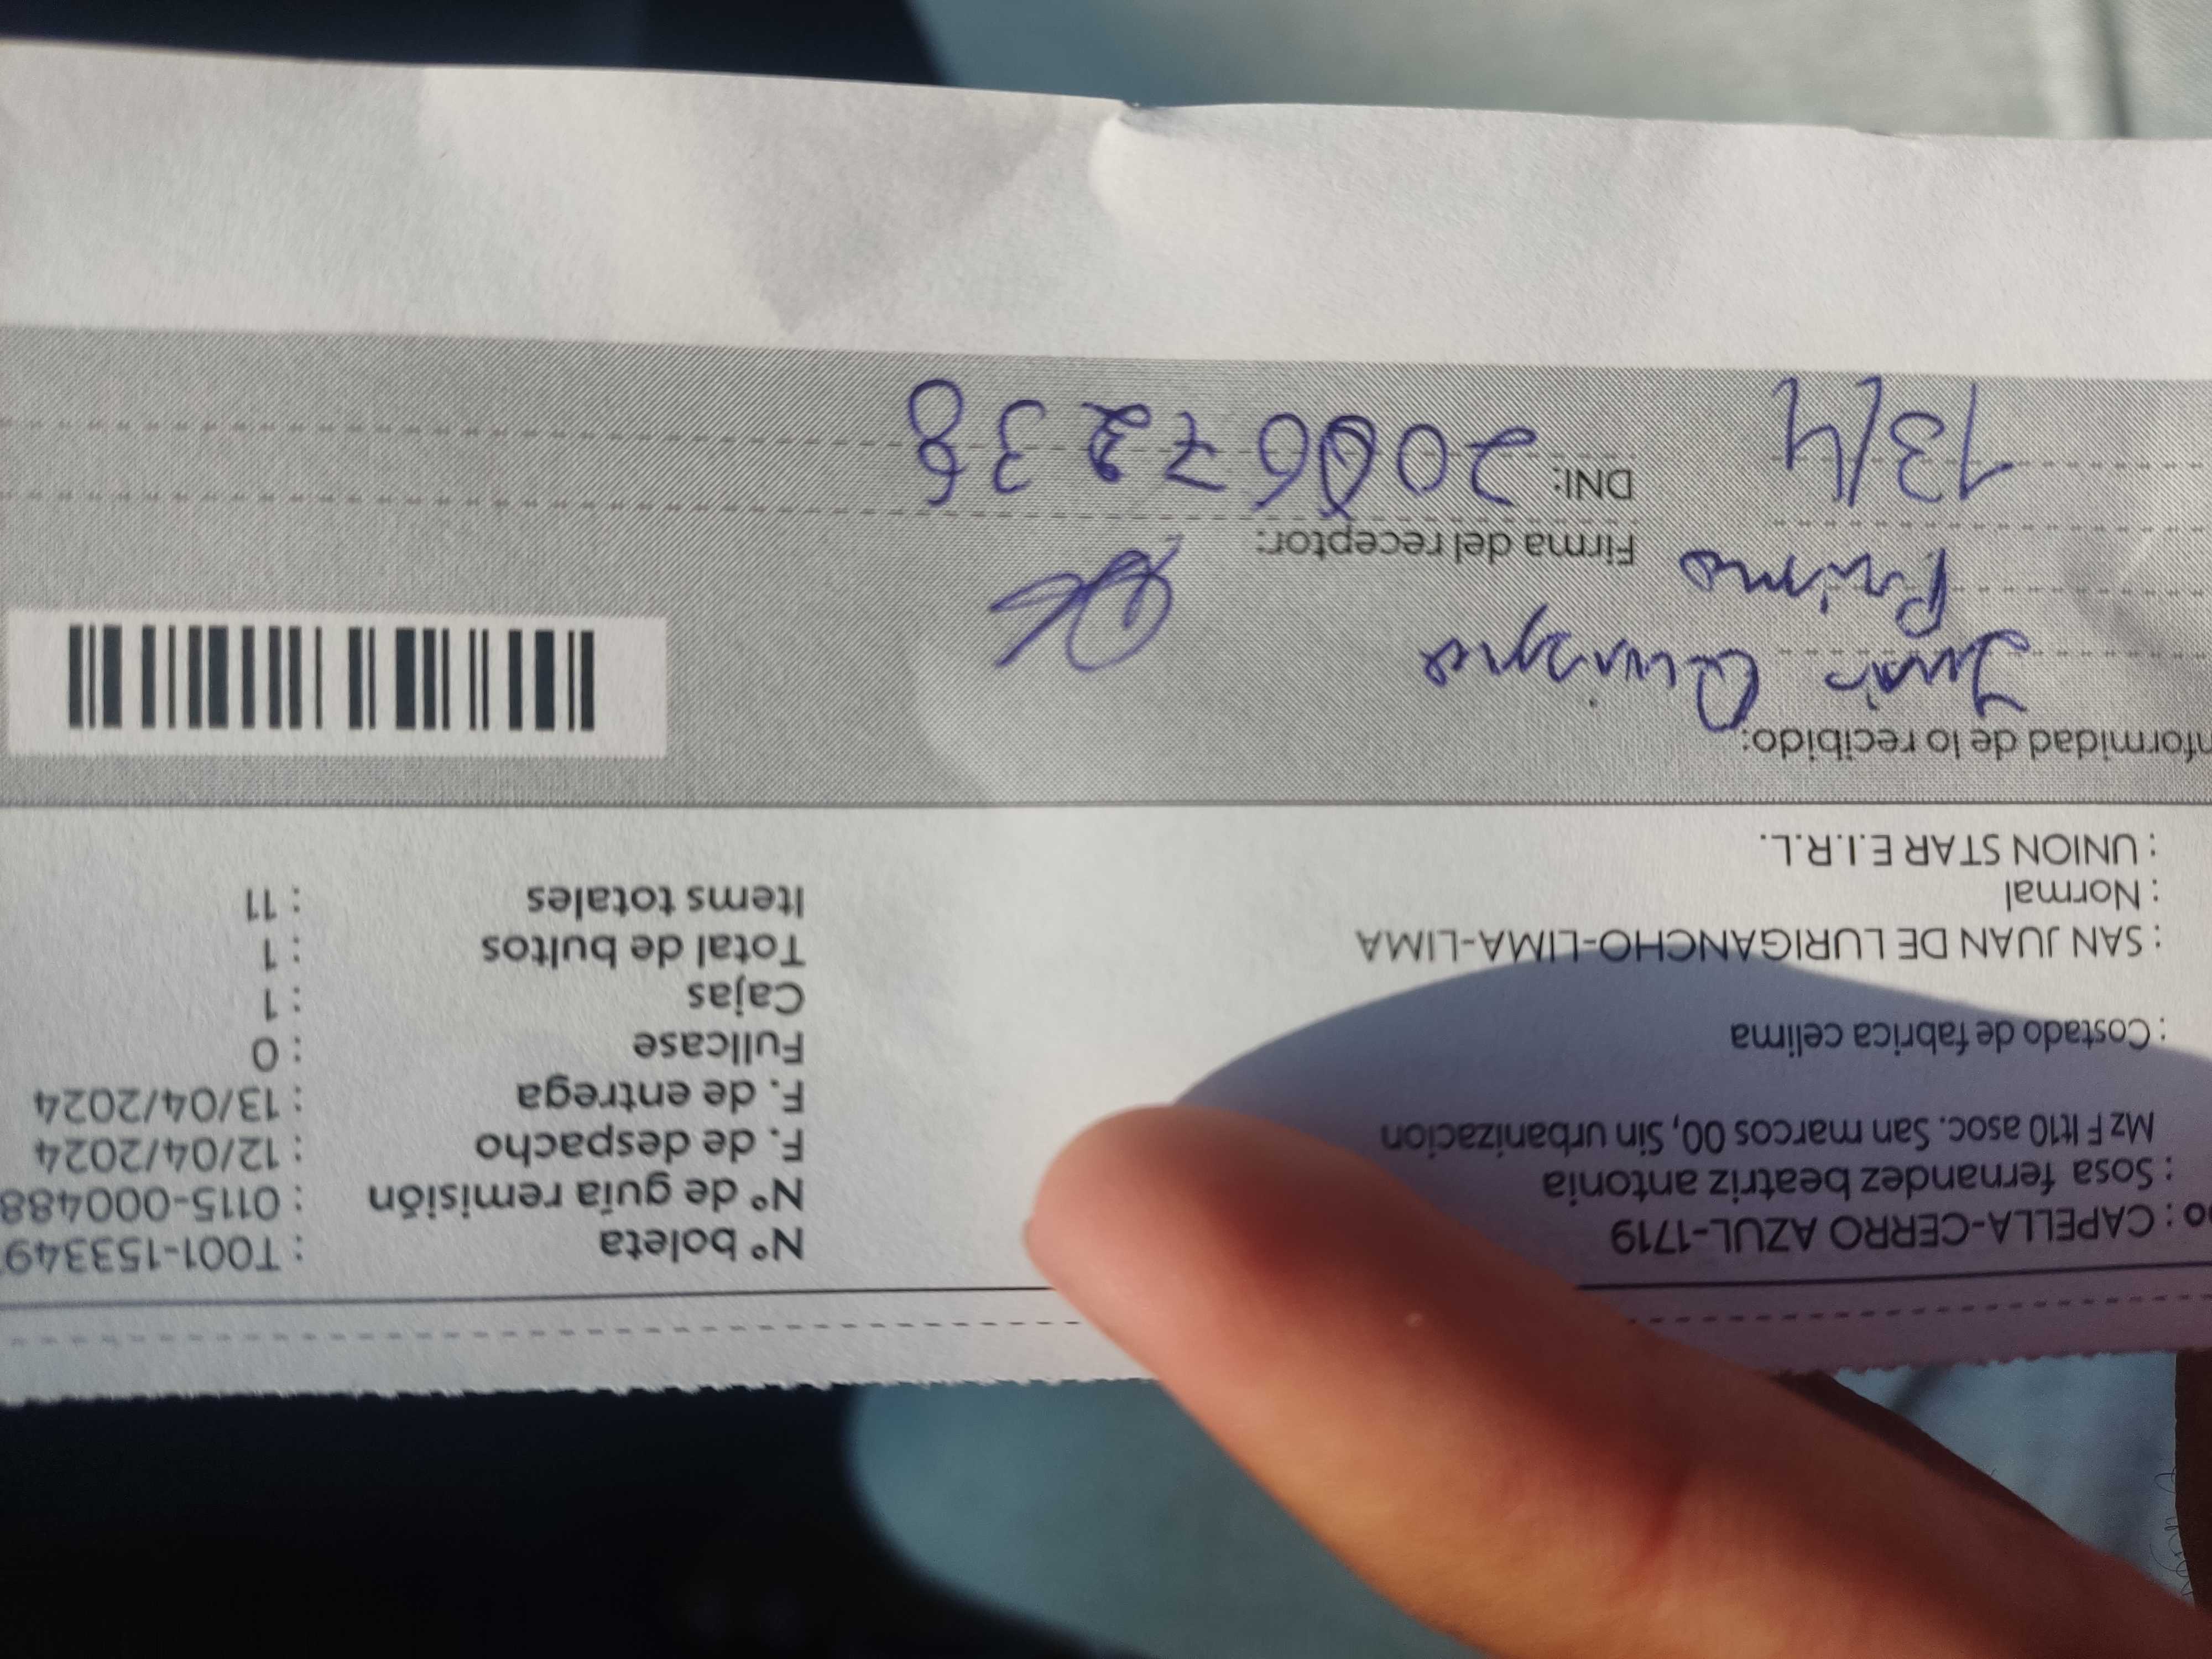 : CAPELLA-CERRO AZUL-1719
: Sosa fernandez beatriz antonia
Mz F lt10 asoc. San marcos 00, Sin urbanizacion
: Costado de fabrica celima
: SAN JUAN DE LURIGANCHO-LIMA-LIMA
: Normal
: UNION STAR E.I.R.L.
N° boleta : T001-153349
N° de guía remisión : 0115-000488
F. de despacho : 12/04/2024
F. de entrega : 13/04/2024
Fullcase : 0
Cajas : 1
Total de bultos : 1
Items totales : 11
nformidad de lo recibido:
Primo
Firma del receptor:
13/4
DNI: